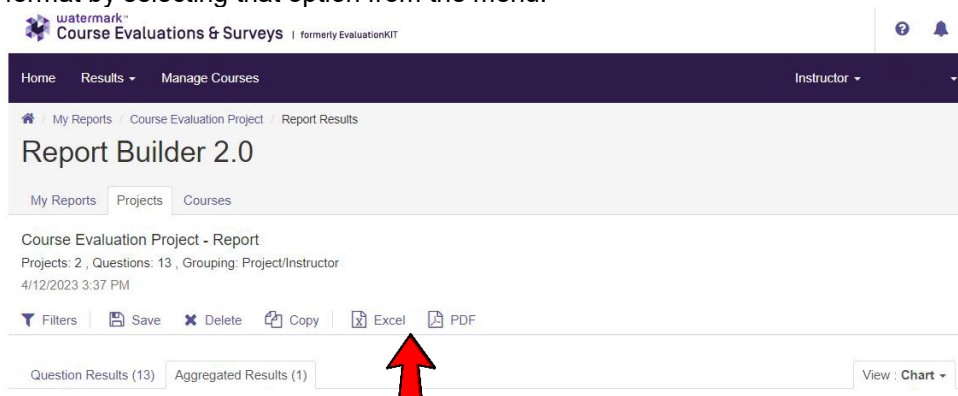 format by selecting that option from the menu.
watermark™
Course Evaluations & Surveys | formerly EvaluationKIT
Home Results Manage Courses Instructor
My Reports / Course Evaluation Project / Report Results
Report Builder 2.0
My Reports Projects Courses
Course Evaluation Project - Report
Projects: 2 , Questions: 13 , Grouping: Project/Instructor
4/12/2023 3:37 PM
Filters Save Delete Copy Excel PDF
Question Results (13) Aggregated Results (1) View : Chart